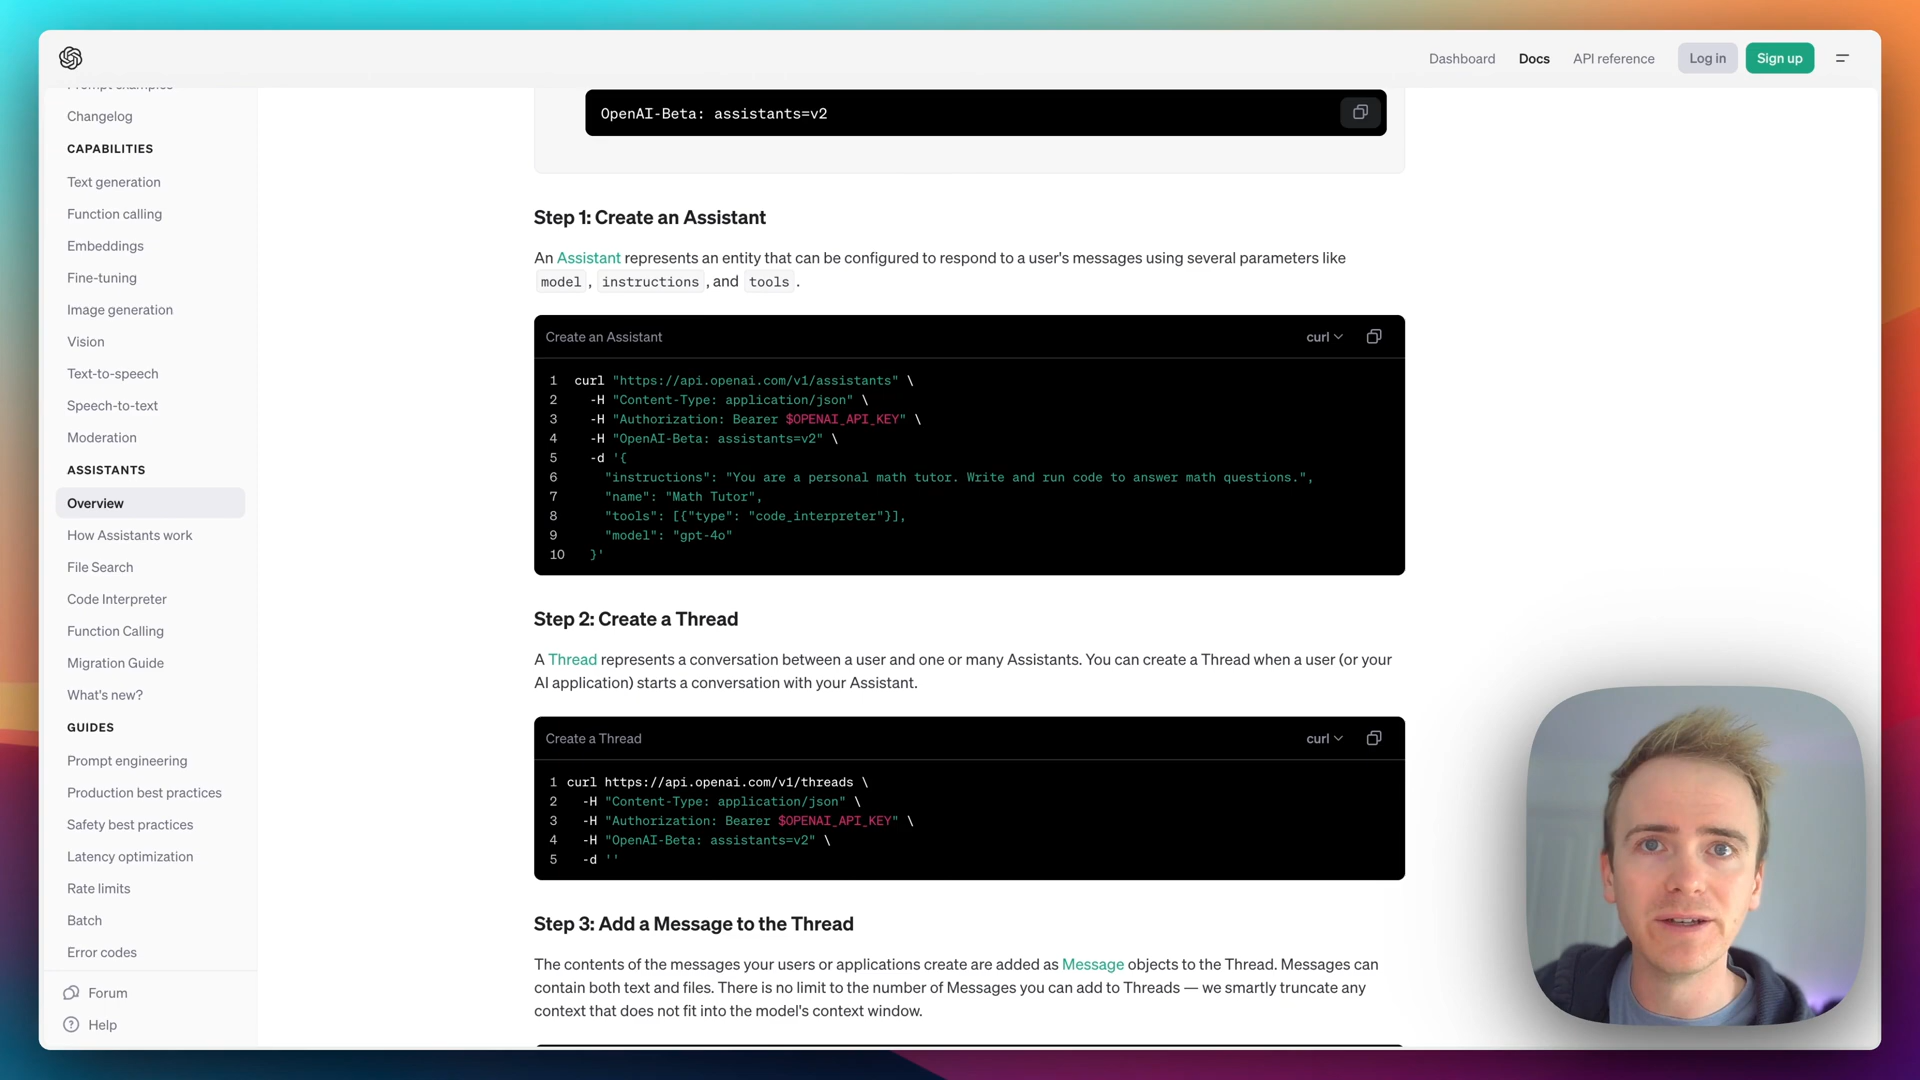 Dashboard
Docs
API reference
Log in
Sign up
Prompt examples
Changelog
CAPABILITIES
Text generation
Function calling
Embeddings
Fine-tuning
Image generation
Vision
Text-to-speech
Speech-to-text
Moderation
ASSISTANTS
Overview
How Assistants work
File Search
Code Interpreter
Function Calling
Migration Guide
What's new?
GUIDES
Prompt engineering
Production best practices
Safety best practices
Latency optimization
Rate limits
Batch
Error codes
Forum
Help
OpenAI-Beta: assistants=v2
Step 1: Create an Assistant
An Assistant represents an entity that can be configured to respond to a user's messages using several parameters like
model, instructions, and tools.
Create an Assistant
curl
1 curl "https://api.openai.com/v1/assistants" \
2 -H "Content-Type: application/json" \
3 -H "Authorization: Bearer $OPENAI_API_KEY" \
4 -H "OpenAI-Beta: assistants=v2" \
5 -d '{
6 "instructions": "You are a personal math tutor. Write and run code to answer math questions.",
7 "name": "Math Tutor",
8 "tools": [{"type": "code_interpreter"}],
9 "model": "gpt-4o"
10 }'
Step 2: Create a Thread
A Thread represents a conversation between a user and one or many Assistants. You can create a Thread when a user (or your
AI application) starts a conversation with your Assistant.
Create a Thread
curl
1 curl https://api.openai.com/v1/threads \
2 -H "Content-Type: application/json" \
3 -H "Authorization: Bearer $OPENAI_API_KEY" \
4 -H "OpenAI-Beta: assistants=v2" \
5 -d ''
Step 3: Add a Message to the Thread
The contents of the messages your users or applications create are added as Message objects to the Thread. Messages can
contain both text and files. There is no limit to the number of Messages you can add to Threads — we smartly truncate any
context that does not fit into the model's context window.